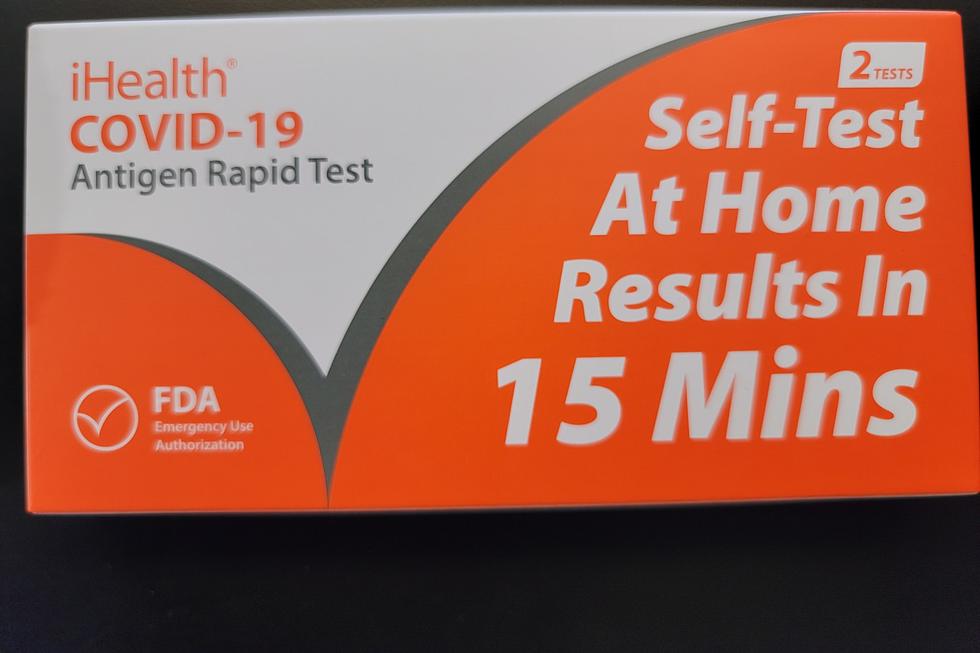 iHealth®
COVID-19
Antigen Rapid Test
2 TESTS
Self-Test
At Home
Results In
15 Mins
FDA
Emergency Use
Authorization